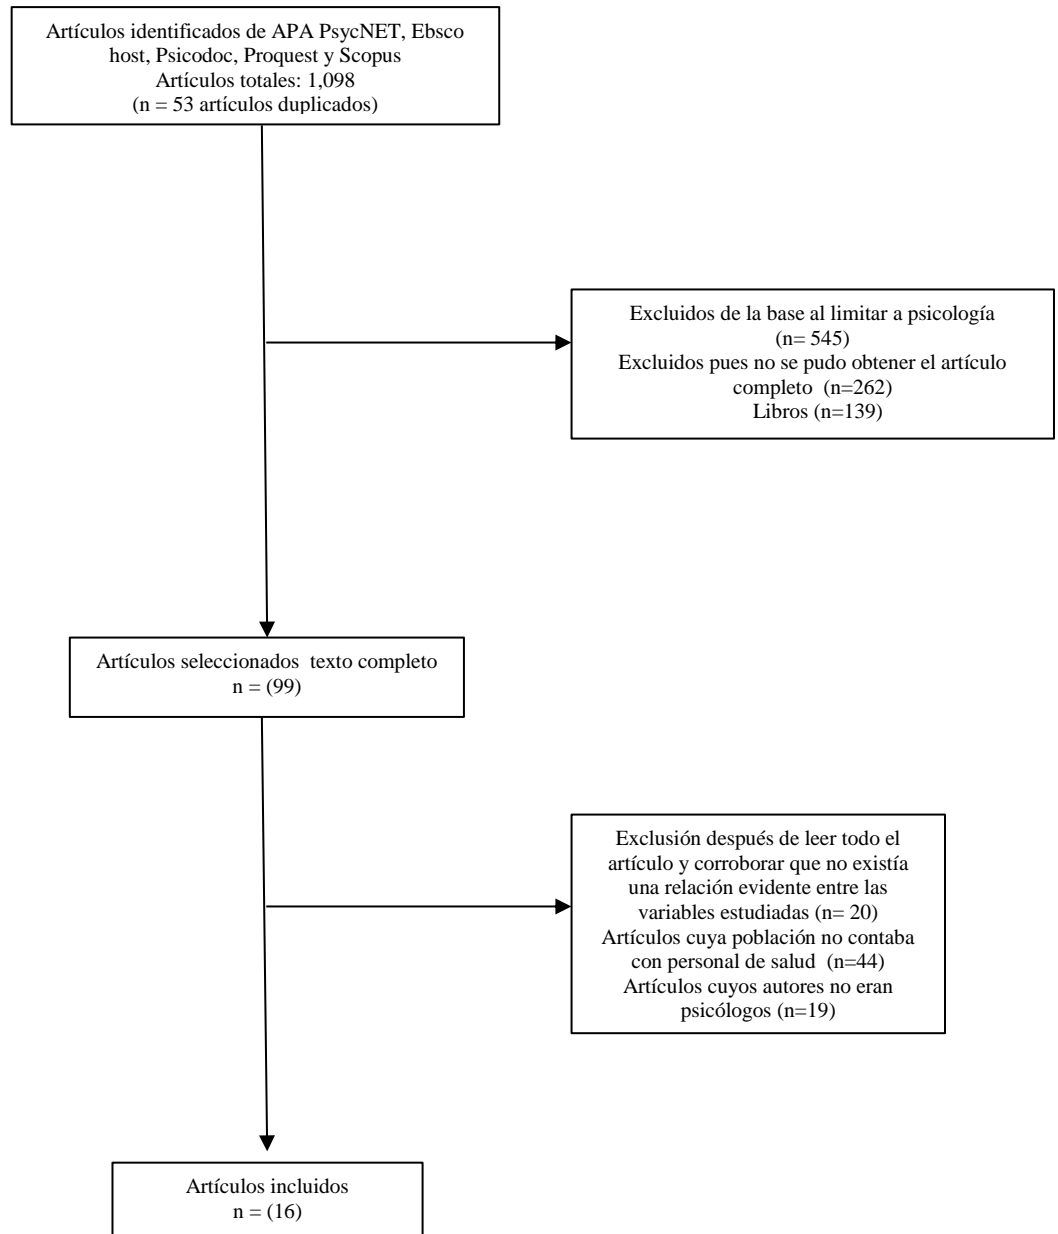 Artículos identificados de APA PsycNET, Ebsco
host, Psicodoc, Proquest y Scopus
Artículos totales: 1,098
(n = 53 artículos duplicados)
Excluidos de la base al limitar a psicología
(n= 545)
Excluidos pues no se pudo obtener el artículo
completo (n=262)
Libros (n=139)
Artículos seleccionados texto completo
n = (99)
Exclusión después de leer todo el
artículo y corroborar que no existía
una relación evidente entre las
variables estudiadas (n= 20)
Artículos cuya población no contaba
con personal de salud (n=44)
Artículos cuyos autores no eran
psicólogos (n=19)
Artículos incluidos
n = (16)